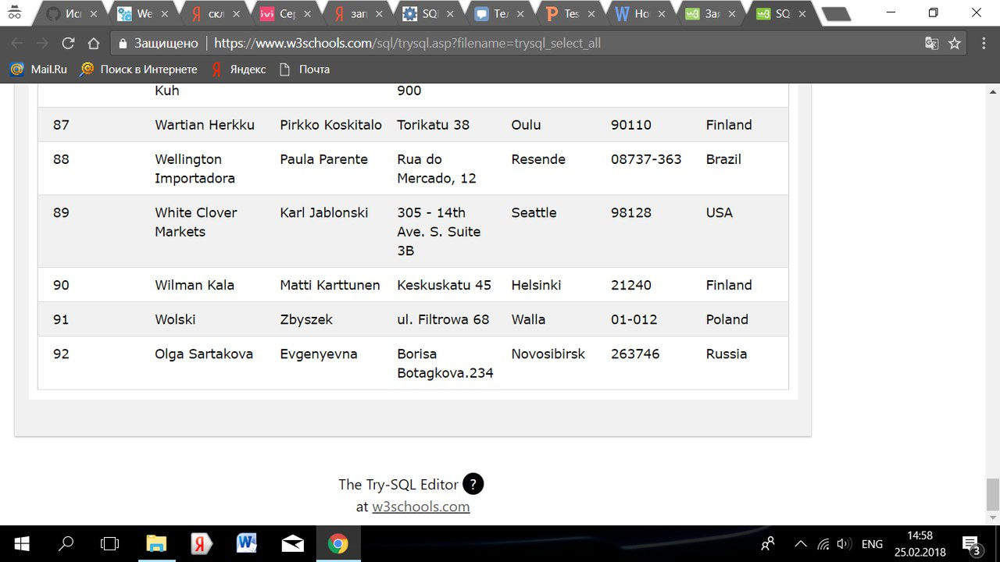 Исг We скл Сер зап SQL Тел Tes Но Зая SQ
Защищено https://www.w3schools.com/sql/trysql.asp?filename=trysql_select_all
Mail.Ru Поиск в Интернете Яндекс Почта
Kuh 900
87 Wartian Herkku Pirkko Koskitalo Torikatu 38 Oulu 90110 Finland
88 Wellington Paula Parente Rua do Resende 08737-363 Brazil
Importadora Mercado, 12
89 White Clover Karl Jablonski 305 - 14th Seattle 98128 USA
Markets Ave. S. Suite
3B
90 Wilman Kala Matti Karttunen Keskuskatu 45 Helsinki 21240 Finland
91 Wolski Zbyszek ul. Filtrowa 68 Walla 01-012 Poland
92 Olga Sartakova Evgenyevna Borisa Novosibirsk 263746 Russia
Botagkova.234
The Try-SQL Editor ?
at w3schools.com
ENG 14:58
25.02.2018 3